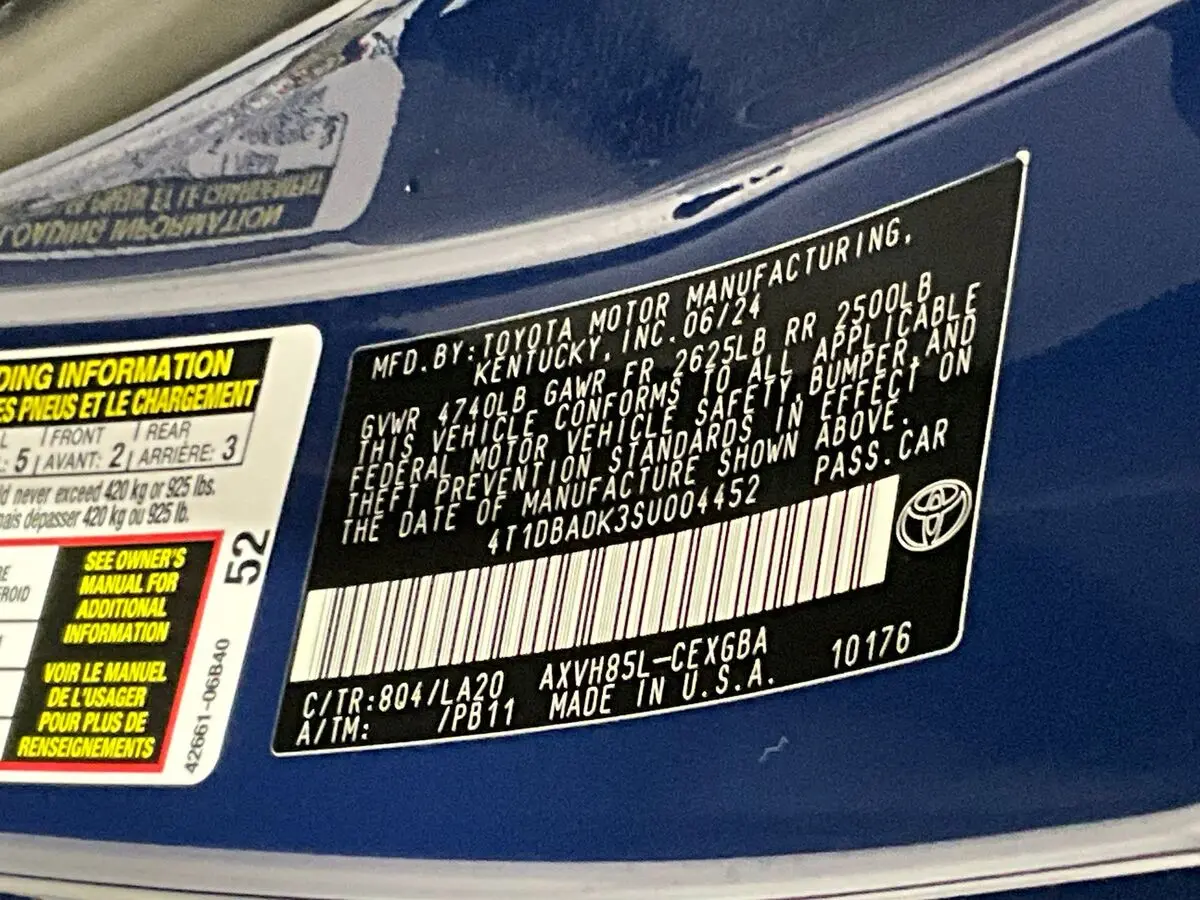 DING INFORMATION
ES PNEUS ET LE CHARGEMENT
FRONT REAR
: 5 AVANT: 2 ARRIÈRE: 3
d never exceed 420 kg or 925 lbs.
mais dépasser 420 kg ou 925 lb.
SEE OWNER'S
MANUAL FOR
ADDITIONAL
INFORMATION
VOIR LE MANUEL
DE L'USAGER
POUR PLUS DE
RENSEIGNEMENTS
52
42661-06B40
MFD.BY:TOYOTA MOTOR MANUFACTURING,
KENTUCKY,INC.06/24
GVWR 4740LB GAWR FR 2625LB RR 2500LB
THIS VEHICLE CONFORMS TO ALL APPLICABLE
FEDERAL MOTOR VEHICLE SAFETY,BUMPER,AND
THEFT PREVENTION STANDARDS IN EFFECT ON
THE DATE OF MANUFACTURE SHOWN ABOVE.
4T1DBADK3SU004452 PASS.CAR
C/TR:8Q4/LA20 AXVH85L-CEXGBA 10176
A/TM: /PB11 MADE IN U.S.A.